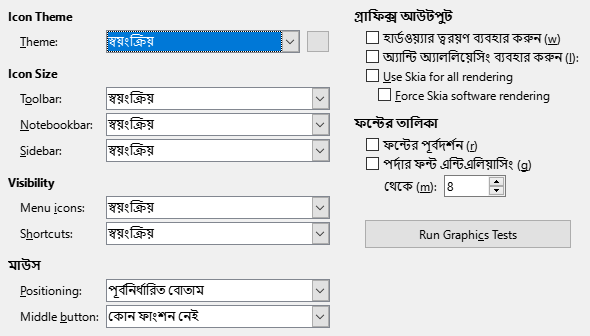 Icon Theme
Theme: স্বয়ংক্রিয়
Icon Size
Toolbar: স্বয়ংক্রিয়
Notebookbar: স্বয়ংক্রিয়
Sidebar: স্বয়ংক্রিয়
Visibility
Menu icons: স্বয়ংক্রিয়
Shortcuts: স্বয়ংক্রিয়
মাউস
Positioning: পূর্বনির্ধারিত বোতাম
Middle button: কোন ফাংশন নেই
গ্রাফিক্স আউটপুট
হার্ডওয়্যার ত্বরয়ণ ব্যবহার করুন (w)
অ্যান্টি অ্যাললিয়েসিং ব্যবহার করুন (l):
Use Skia for all rendering
Force Skia software rendering
ফন্টের তালিকা
ফন্টের পূর্বদর্শন (r)
পর্দার ফন্ট এন্টিএলিয়াসিং (g)
থেকে (m): 8
Run Graphics Tests